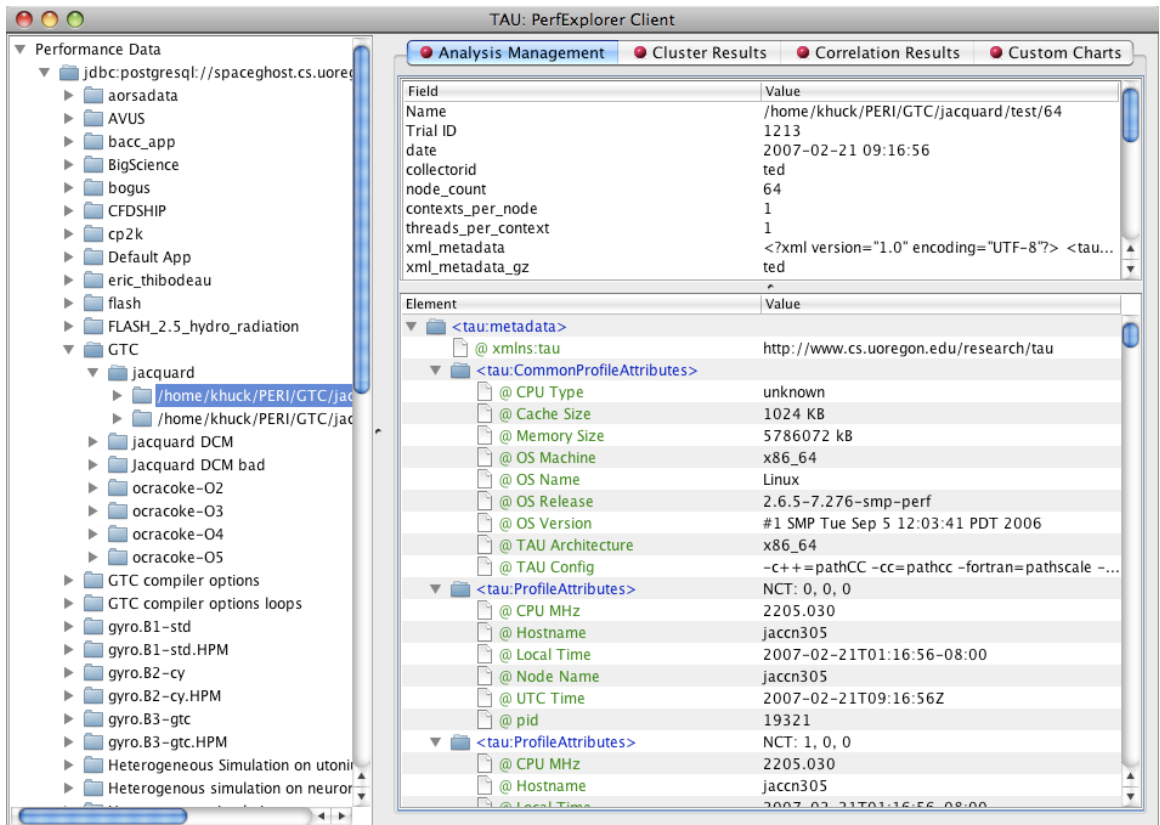 TAU: PerfExplorer Client
Performance Data
jdbc:postgresql://spaceghost.cs.uoreg
aorsadata
AVUS
bacc_app
BigScience
bogus
CFDSHIP
cp2k
Default App
eric_thibodeau
flash
FLASH_2.5_hydro_radiation
GTC
jacquard
/home/khuck/PERI/GTC/jac
/home/khuck/PERI/GTC/jac
jacquard DCM
Jacquard DCM bad
ocracoke-O2
ocracoke-O3
ocracoke-O4
ocracoke-O5
GTC compiler options
GTC compiler options loops
gyro.B1-std
gyro.B1-std.HPM
gyro.B2-cy
gyro.B2-cy.HPM
gyro.B3-gtc
gyro.B3-gtc.HPM
Heterogeneous Simulation on utoni
Heterogenous simulation on neuror
Analysis Management Cluster Results Correlation Results Custom Charts
Field Value
Name /home/khuck/PERI/GTC/jacquard/test/64
Trial ID 1213
date 2007-02-21 09:16:56
collectorid ted
node_count 64
contexts_per_node 1
threads_per_context 1
xml_metadata <?xml version="1.0" encoding="UTF-8"?> <tau...
xml_metadata_gz ted
Element Value
<tau:metadata>
@ xmlns:tau http://www.cs.uoregon.edu/research/tau
<tau:CommonProfileAttributes>
@ CPU Type unknown
@ Cache Size 1024 KB
@ Memory Size 5786072 kB
@ OS Machine x86_64
@ OS Name Linux
@ OS Release 2.6.5-7.276-smp-perf
@ OS Version #1 SMP Tue Sep 5 12:03:41 PDT 2006
@ TAU Architecture x86_64
@ TAU Config -c++=pathCC -cc=pathcc -fortran=pathscale -...
<tau:ProfileAttributes> NCT: 0, 0, 0
@ CPU MHz 2205.030
@ Hostname jaccn305
@ Local Time 2007-02-21T01:16:56-08:00
@ Node Name jaccn305
@ UTC Time 2007-02-21T09:16:56Z
@ pid 19321
<tau:ProfileAttributes> NCT: 1, 0, 0
@ CPU MHz 2205.030
@ Hostname jaccn305
@ Local Time 2007-02-21T01:16:56-08:00